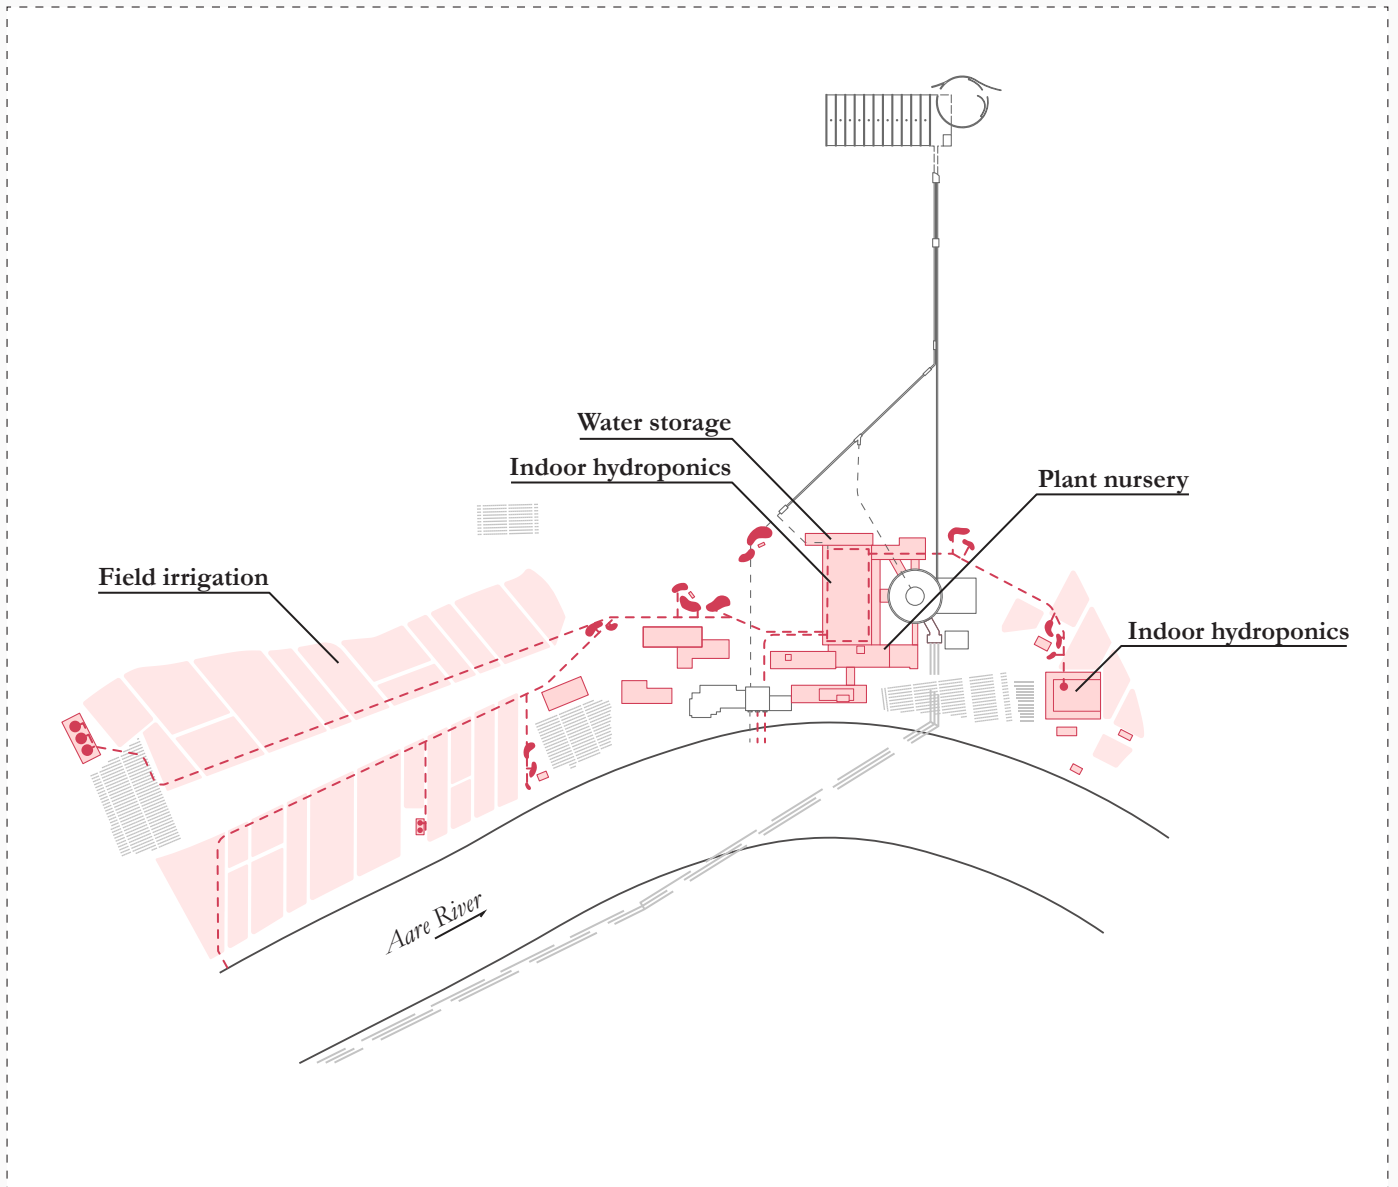 Water storage
Indoor hydroponics
Plant nursery
Field irrigation
Indoor hydroponics
Aare River